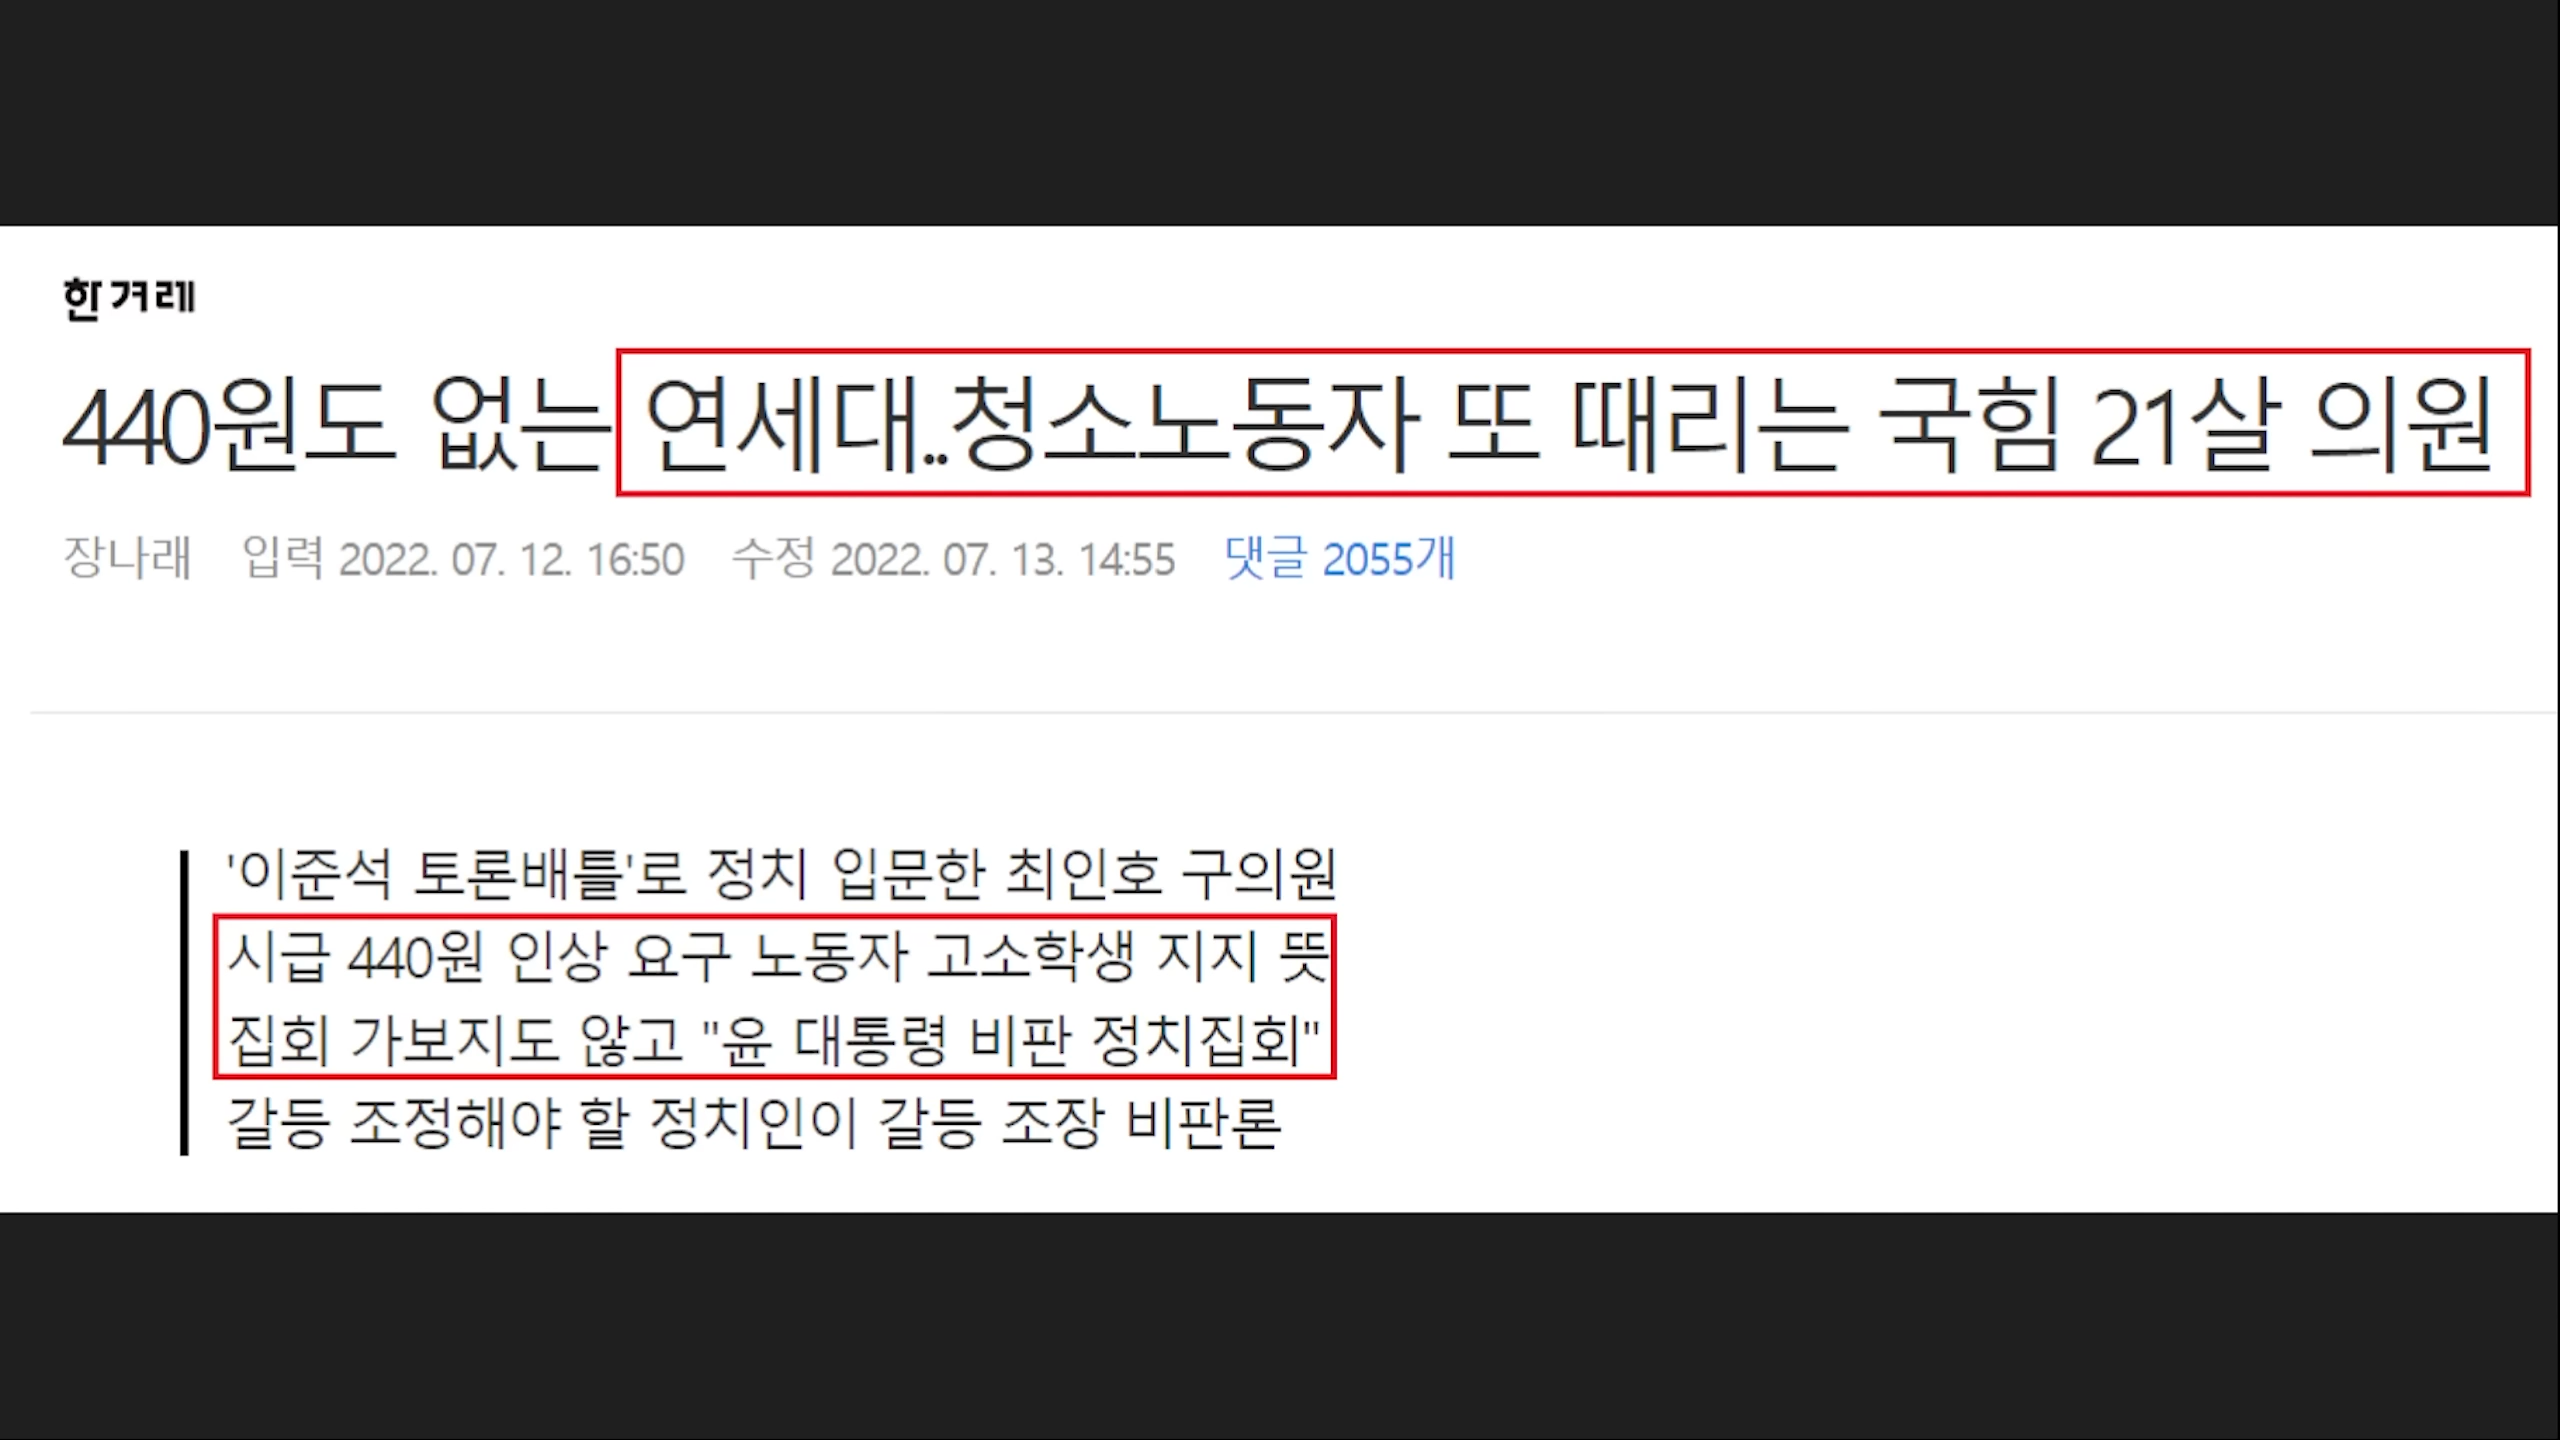 한겨레
440원도 없는 연세대..청소노동자 또 때리는 국힘 21살 의원
장나래 입력 2022. 07. 12. 16:50 수정 2022. 07. 13. 14:55 댓글 2055개
'이준석 토론배틀'로 정치 입문한 최인호 구의원
시급 440원 인상 요구 노동자 고소학생 지지 뜻
집회 가보지도 않고 "윤 대통령 비판 정치집회"
갈등 조정해야 할 정치인이 갈등 조장 비판론